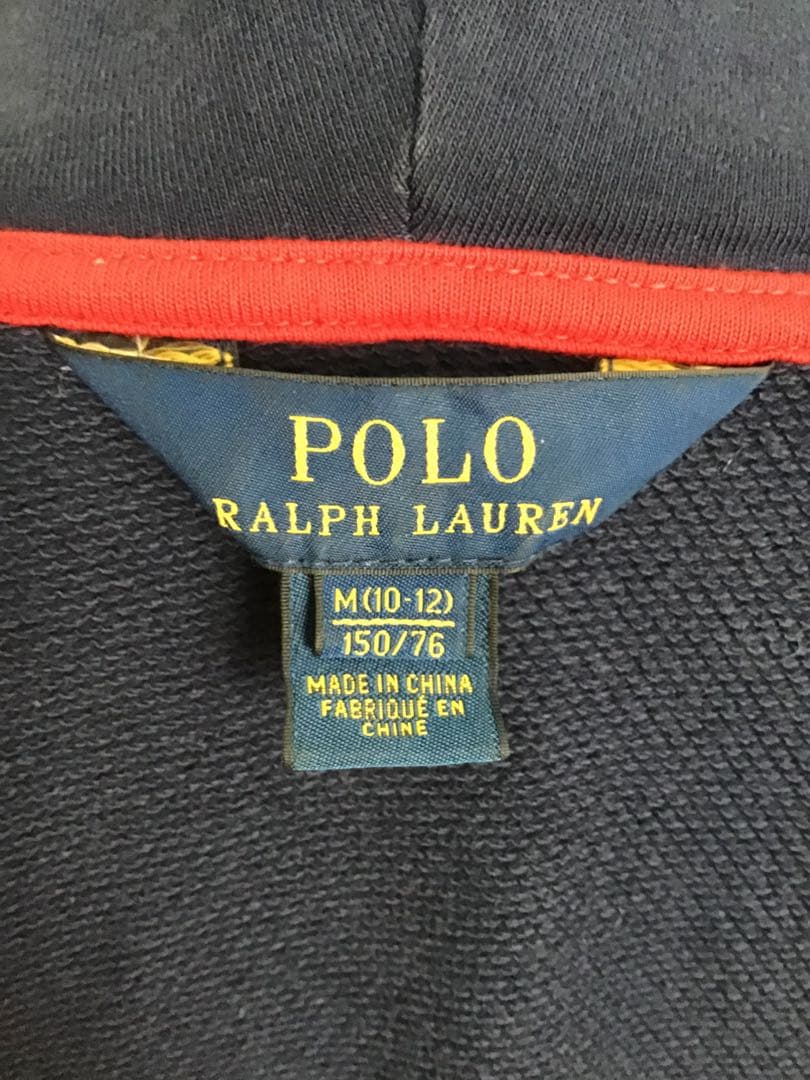 POLO
RALPH LAUREN
M(10-12)
150/76
MADE IN CHINA
FABRIQUÉ EN
CHINE